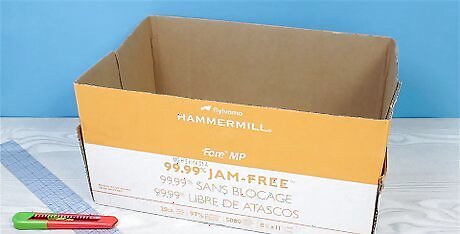 Sylvamo
HAMMERMILL
Fore MP
99.99% JAM-FREE
99.99% SANS BLOCAGE
99.99% LIBRE DE ATASCOS